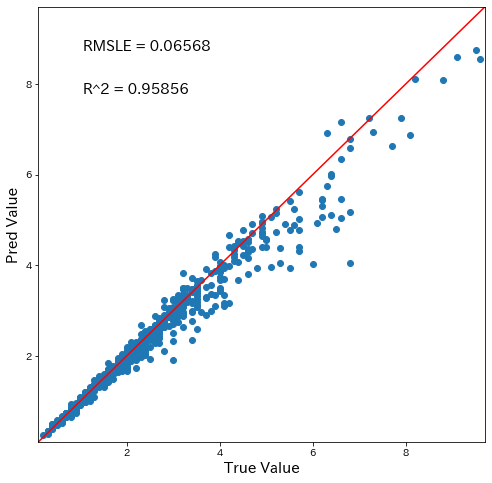 RMSLE = 0.06568
R^2 = 0.95856
8
6
4
2
Pred Value
2 4 6 8
True Value